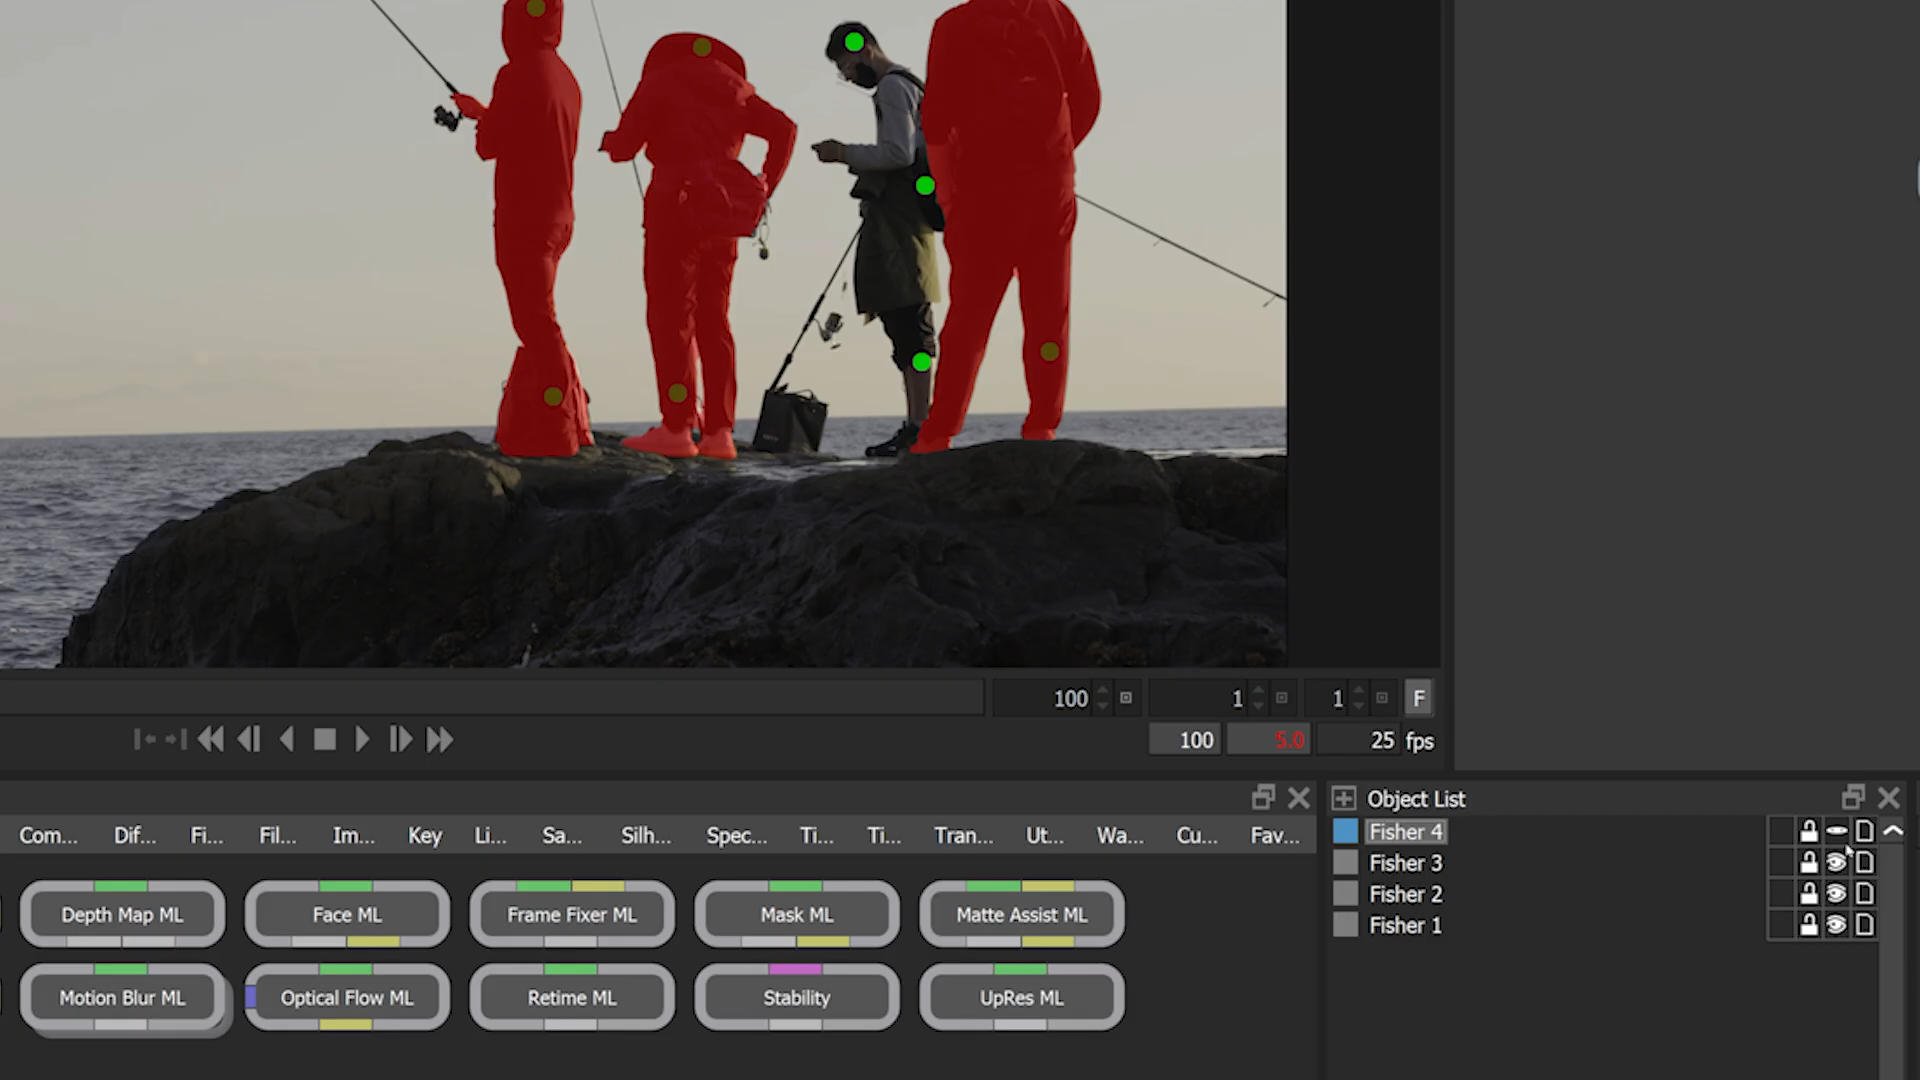 100 1 1 F
100 5.0 25 fps
Object List
Com... Dif... Fi... Fil... Im... Key Li... Sa... Silh... Spec... Ti... Ti... Tran... Ut... Wa... Cu... Fav...
Fisher 4
Fisher 3
Fisher 2
Fisher 1
Depth Map ML Face ML Frame Fixer ML Mask ML Matte Assist ML
Motion Blur ML Optical Flow ML Retime ML Stability UpRes ML